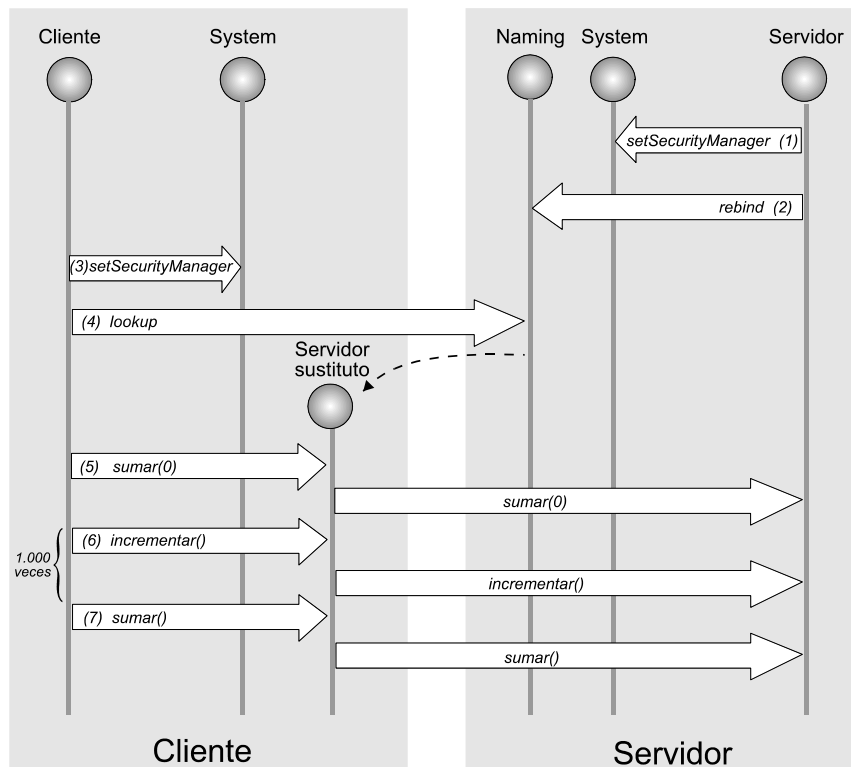 Cliente
System
Naming
System
Servidor
setSecurityManager (1)
rebind (2)
(3)setSecurityManager
(4) lookup
Servidor
sustituto
(5) sumar(0)
sumar(0)
(6) incrementar()
1.000
veces
incrementar()
(7) sumar()
sumar()
Cliente
Servidor